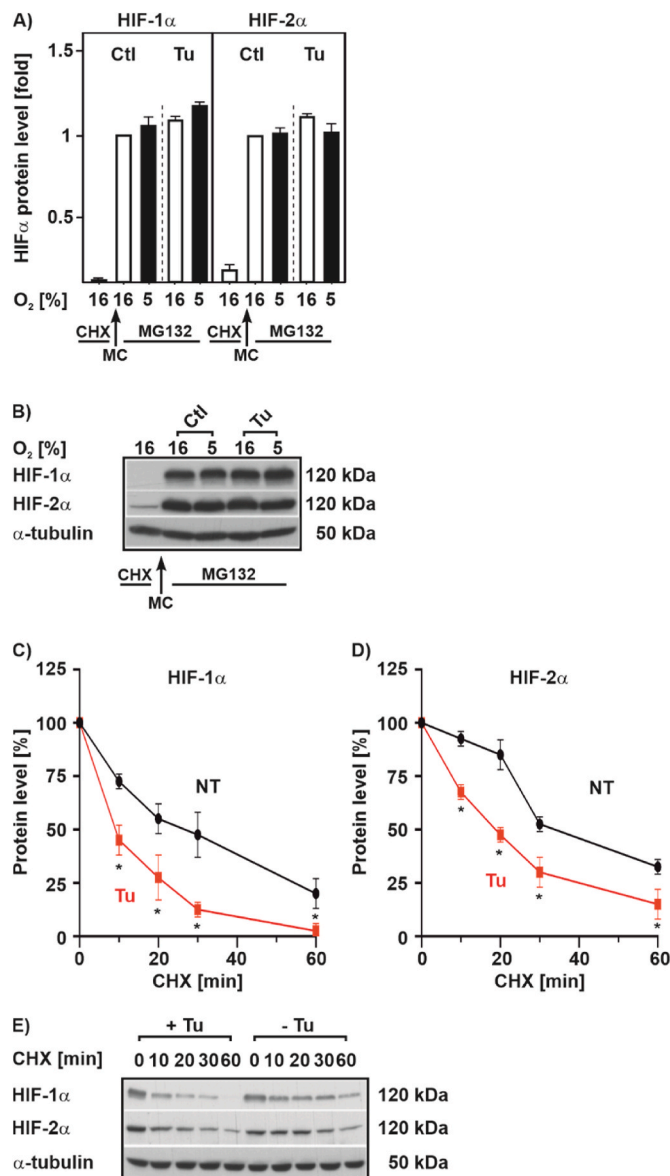 A)
HIF-1α HIF-2α
Ctl Tu Ctl Tu
HIFα protein level [fold]
1.5
1
0.5
O₂ [%] 16 16 5 16 5 16 16 5 16 5
CHX MG132 CHX MG132
MC MC
B)
Ctl Tu
O₂ [%] 16 16 5 16 5
HIF-1α 120 kDa
HIF-2α 120 kDa
α-tubulin 50 kDa
CHX MG132
MC
C)
HIF-1α
Protein level [%]
125
100
75
50
25
0
NT
Tu
* * * *
0 20 40 60
CHX [min]
D)
HIF-2α
Protein level [%]
125
100
75
50
25
0
NT
Tu
* * * *
0 20 40 60
CHX [min]
E)
+ Tu - Tu
CHX [min] 0 10 20 30 60 0 10 20 30 60
HIF-1α 120 kDa
HIF-2α 120 kDa
α-tubulin 50 kDa